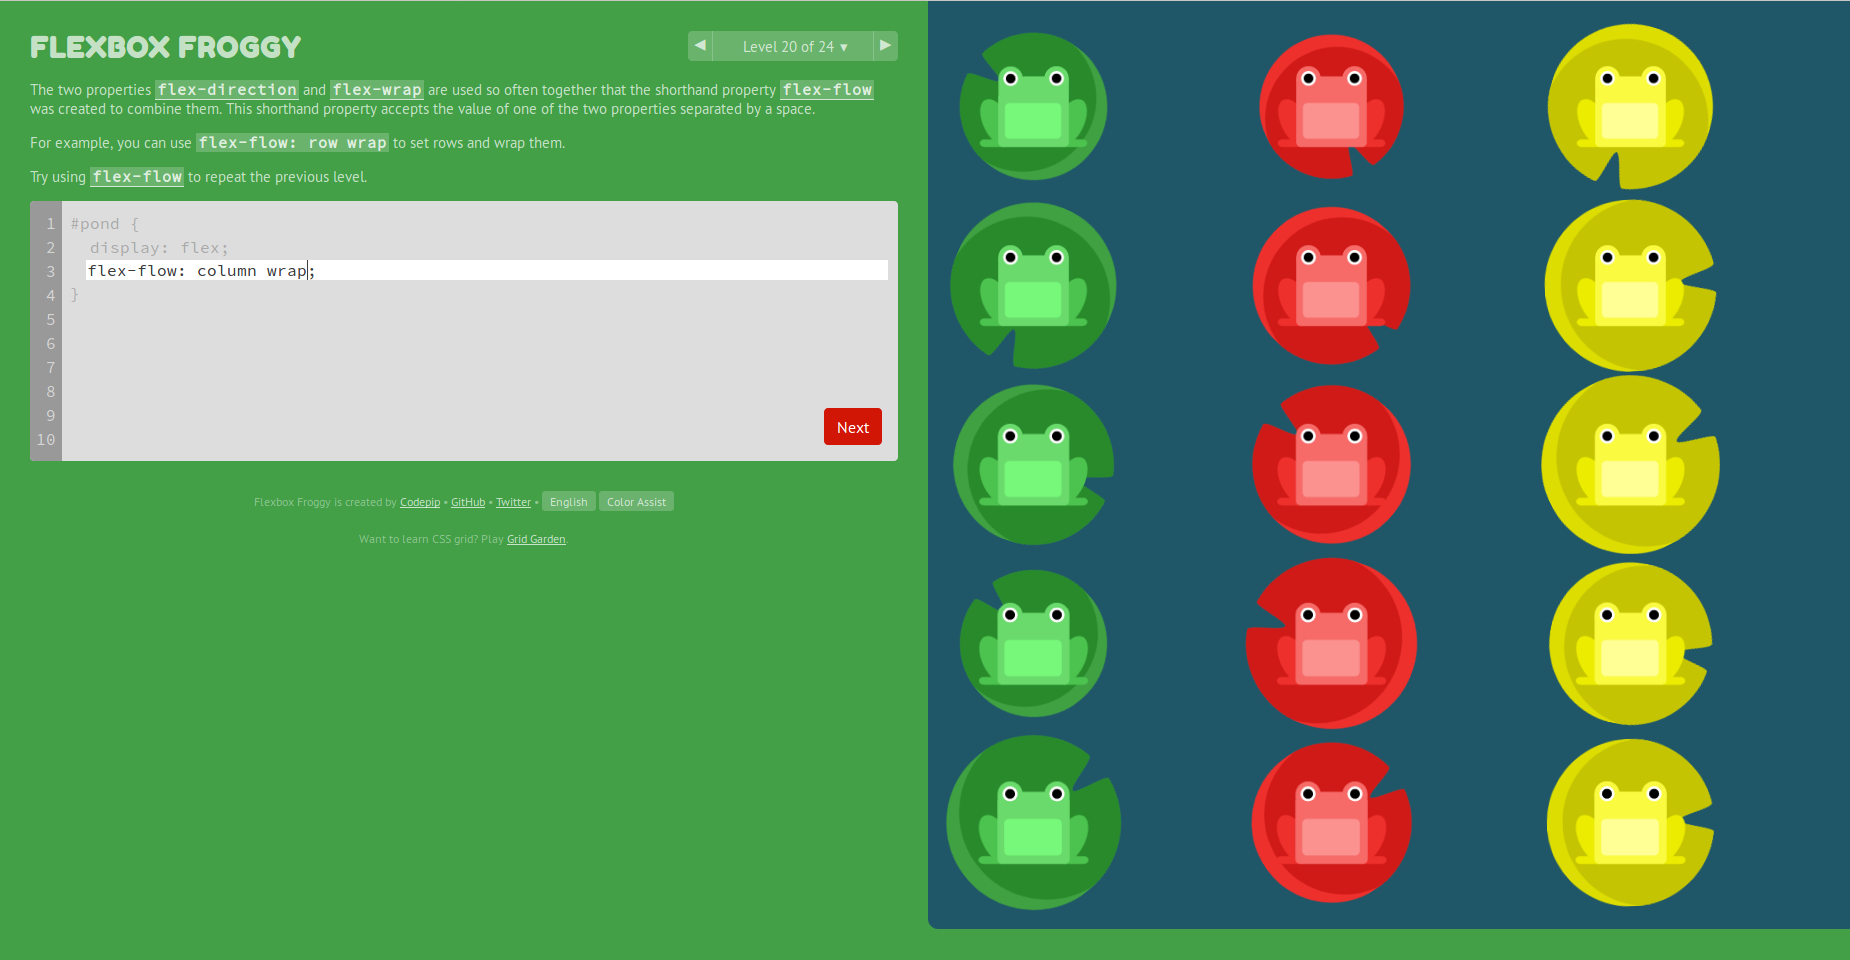 FLEXBOX FROGGY
◀ Level 20 of 24 ▾ ▶
The two properties flex-direction and flex-wrap are used so often together that the shorthand property flex-flow
was created to combine them. This shorthand property accepts the value of one of the two properties separated by a space.
For example, you can use flex-flow: row wrap to set rows and wrap them.
Try using flex-flow to repeat the previous level.
1 #pond {
2 display: flex;
3 flex-flow: column wrap;
4 }
5
6
7
8
9
10
Next
Flexbox Froggy is created by Codepip • GitHub • Twitter • English Color Assist
Want to learn CSS grid? Play Grid Garden.